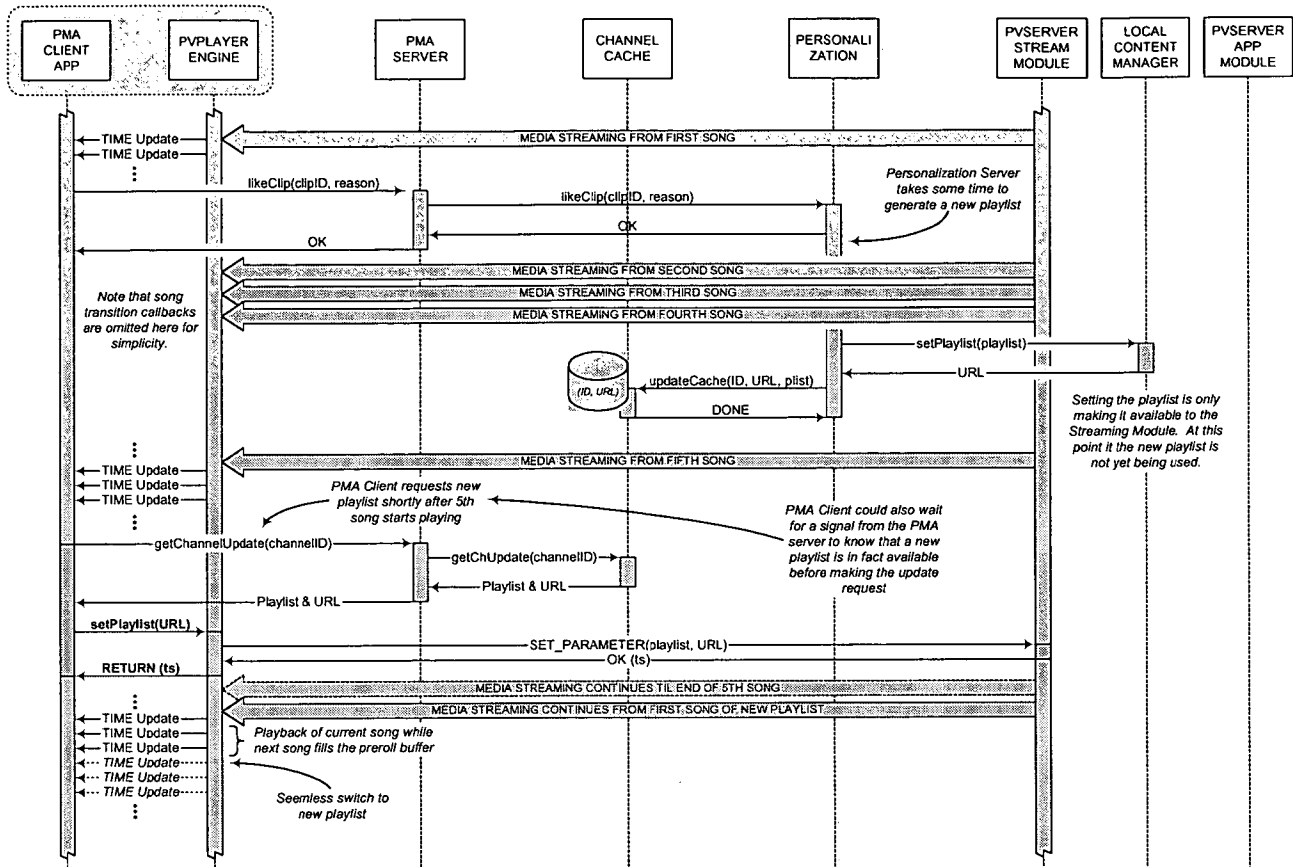 PMA
CLIENT
APP
PVPLAYER
ENGINE
PMA
SERVER
CHANNEL
CACHE
PERSONALI
ZATION
PVSERVER
STREAM
MODULE
LOCAL
CONTENT
MANAGER
PVSERVER
APP
MODULE
TIME Update
MEDIA STREAMING FROM FIRST SONG
TIME Update
likeClip(clipID, reason)
likeClip(clipID, reason)
Personalization Server
takes some time to
generate a new playlist
OK
OK
MEDIA STREAMING FROM SECOND SONG
MEDIA STREAMING FROM THIRD SONG
MEDIA STREAMING FROM FOURTH SONG
Note that song
transition callbacks
are omitted here for
simplicity.
setPlaylist(playlist)
URL
updateCache(ID, URL, plist)
(ID, URL)
DONE
Setting the playlist is only
making it available to the
Streaming Module. At this
point it the new playlist is
not yet being used.
MEDIA STREAMING FROM FIFTH SONG
TIME Update
TIME Update
TIME Update
PMA Client requests new
playlist shortly after 5th
song starts playing
PMA Client could also wait
for a signal from the PMA
server to know that a new
playlist is in fact available
before making the update
request
getChannelUpdate(channelID)
getChUpdate(channelID)
Playlist & URL
Playlist & URL
setPlaylist(URL)
SET_PARAMETER(playlist, URL)
OK (ts)
RETURN (ts)
MEDIA STREAMING CONTINUES TIL END OF 5TH SONG
MEDIA STREAMING CONTINUES FROM FIRST SONG OF NEW PLAYLIST
TIME Update
TIME Update
TIME Update
Playback of current song while
next song fills the preroll buffer
TIME Update
TIME Update
TIME Update
Seemless switch to
new playlist